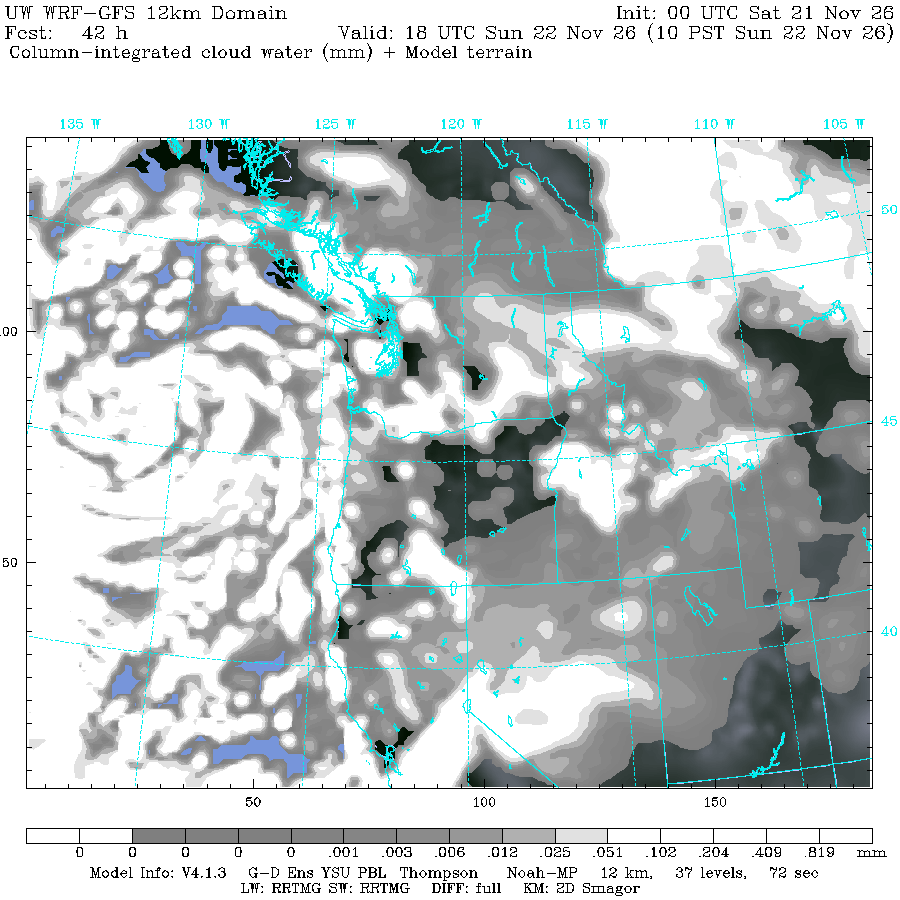 UW WRF-GFS 12km Domain Init: 00 UTC Sat 21 Nov 26
Fcst: 42 h Valid: 18 UTC Sun 22 Nov 26 (10 PST Sun 22 Nov 26)
Column-integrated cloud water (mm) + Model terrain
135 W 130 W 125 W 120 W 115 W 110 W 105 W
50
100
45
50
40
50 100 150
0 0 0 0 .001 .003 .006 .012 .025 .051 .102 .204 .409 .819 mm
Model Info: V4.1.3 G-D Ens YSU PBL Thompson Noah-MP 12 km, 37 levels, 72 sec
LW: RRTMG SW: RRTMG DIFF: full KM: 2D Smagor